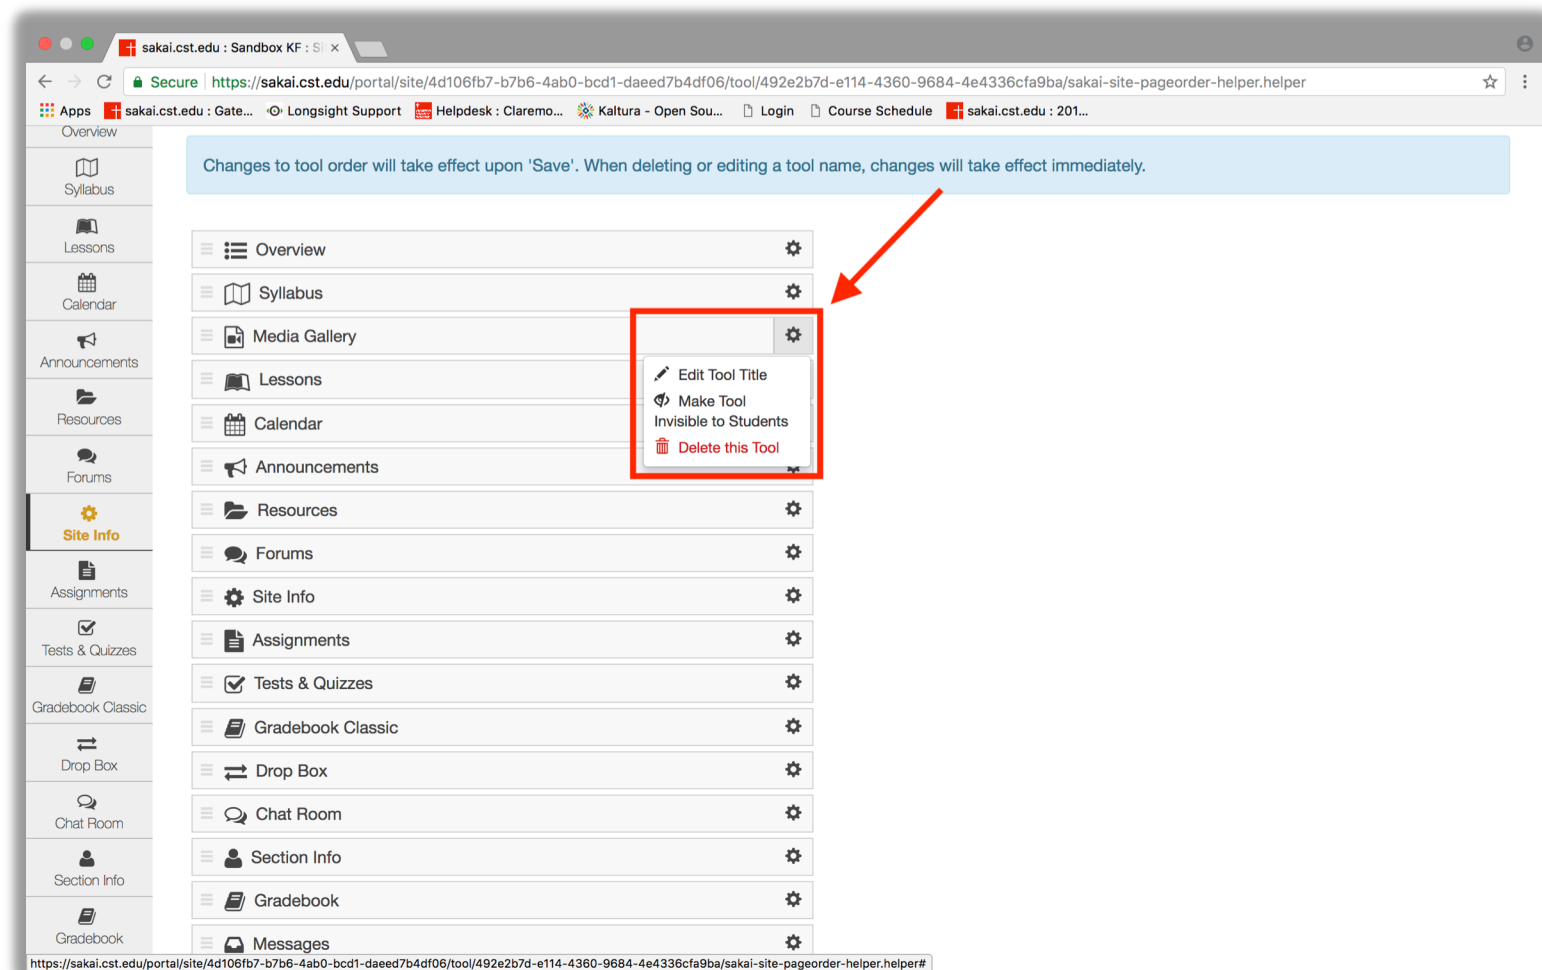 sakai.cst.edu : Sandbox KF : Si ×
Secure https://sakai.cst.edu/portal/site/4d106fb7-b7b6-4ab0-bcd1-daeed7b4df06/tool/492e2b7d-e114-4360-9684-4e4336cfa9ba/sakai-site-pageorder-helper.helper
Apps sakai.cst.edu : Gate... Longsight Support Helpdesk : Claremo... Kaltura - Open Sou... Login Course Schedule sakai.cst.edu : 201...
Overview
Syllabus
Lessons
Calendar
Announcements
Resources
Forums
Site Info
Assignments
Tests & Quizzes
Gradebook Classic
Drop Box
Chat Room
Section Info
Gradebook
Changes to tool order will take effect upon 'Save'. When deleting or editing a tool name, changes will take effect immediately.
Overview
Syllabus
Media Gallery
Edit Tool Title
Make Tool
Invisible to Students
Delete this Tool
Lessons
Calendar
Announcements
Resources
Forums
Site Info
Assignments
Tests & Quizzes
Gradebook Classic
Drop Box
Chat Room
Section Info
Gradebook
Messages
https://sakai.cst.edu/portal/site/4d106fb7-b7b6-4ab0-bcd1-daeed7b4df06/tool/492e2b7d-e114-4360-9684-4e4336cfa9ba/sakai-site-pageorder-helper.helper#